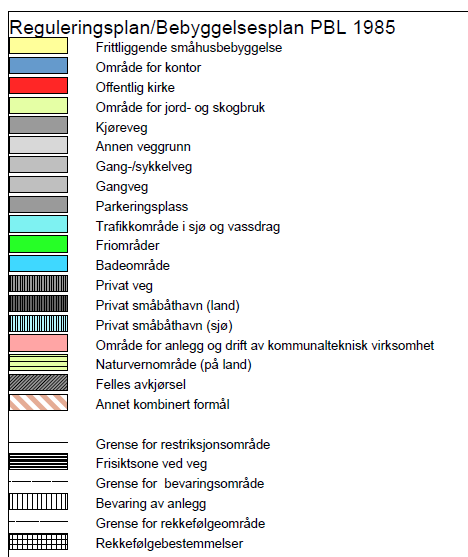 Reguleringsplan/Bebyggelsesplan PBL 1985
Frittliggende småhusbebyggelse
Område for kontor
Offentlig kirke
Område for jord- og skogbruk
Kjøreveg
Annen veggrunn
Gang-/sykkelveg
Gangveg
Parkeringsplass
Trafikkområde i sjø og vassdrag
Friområder
Badeområde
Privat veg
Privat småbåthavn (land)
Privat småbåthavn (sjø)
Område for anlegg og drift av kommunalteknisk virksomhet
Naturvernområde (på land)
Felles avkjørsel
Annet kombinert formål
Grense for restriksjonsområde
Frisiktsone ved veg
Grense for bevaringsområde
Bevaring av anlegg
Grense for rekkefølgeområde
Rekkefølgebestemmelser